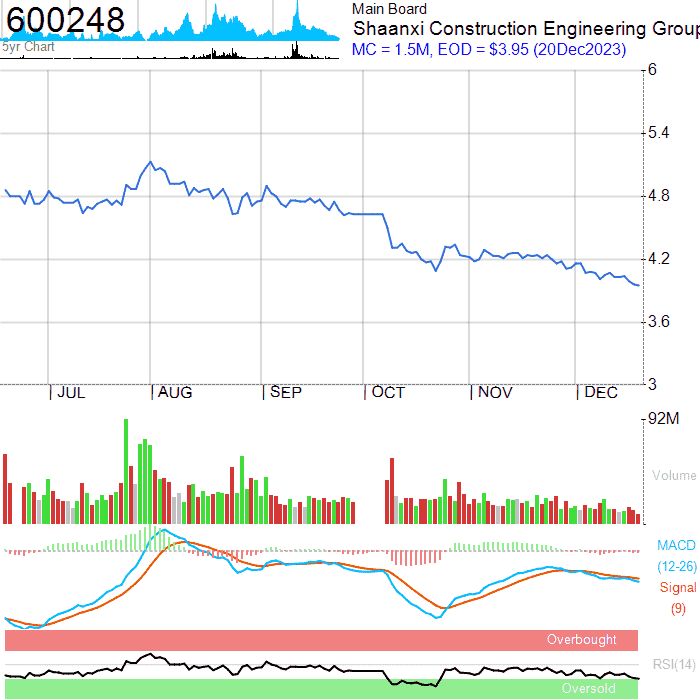 600248
5yr Chart
Main Board
Shaanxi Construction Engineering Group
MC = 1.5M, EOD = $3.95 (20Dec2023)
6
5.4
4.8
4.2
3.6
3
JUL
AUG
SEP
OCT
NOV
DEC
92M
Volume
MACD
(12-26)
Signal
(9)
Overbought
RSI(14)
Oversold